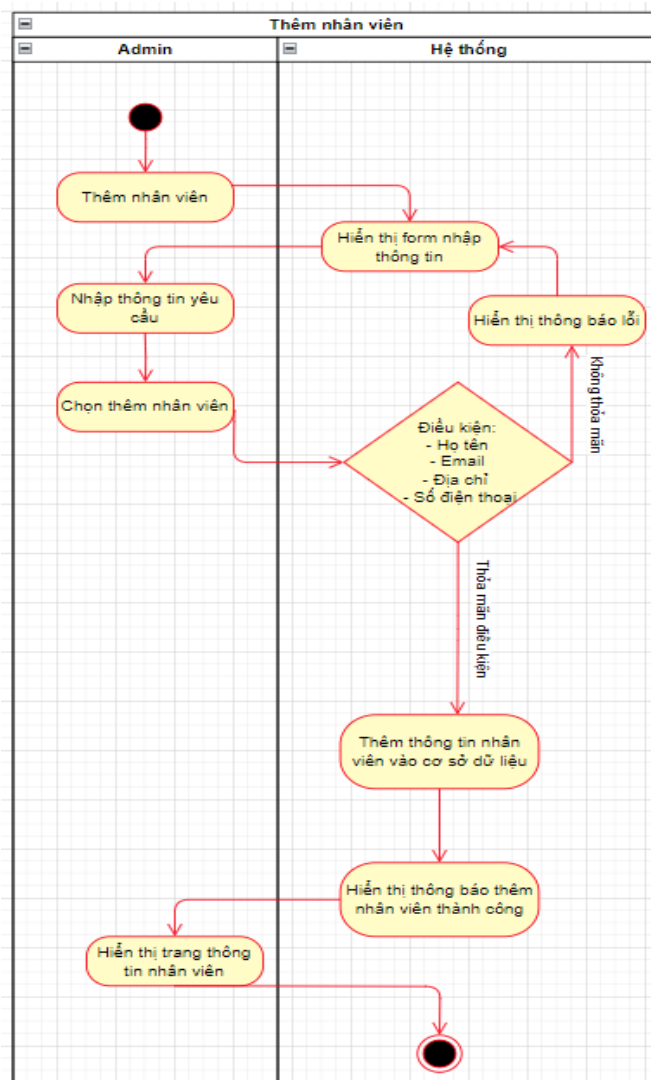 Thêm nhân viên
Admin
Hệ thống
Thêm nhân viên
Hiển thị form nhập
thông tin
Nhập thông tin yêu
cầu
Hiển thị thông báo lỗi
Chọn thêm nhân viên
Không thỏa mãn
Điều kiện:
- Họ tên
- Email
- Địa chỉ
- Số điện thoại
Thỏa mãn điều kiện
Thêm thông tin nhân
viên vào cơ sở dữ liệu
Hiển thị thông báo thêm
nhân viên thành công
Hiển thị trang thông
tin nhân viên